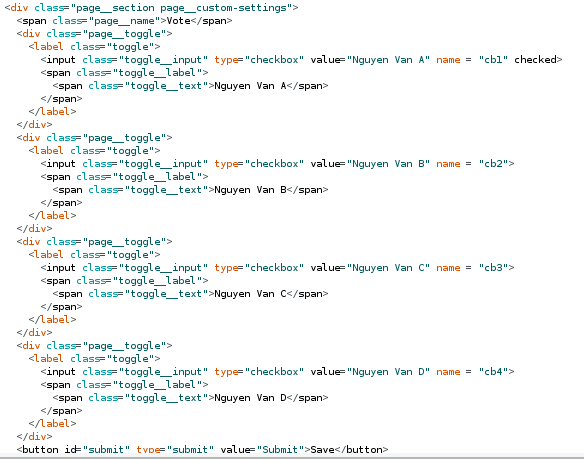 <div class="page__section page__custom-settings">
<span class="page__name">Vote</span>
<div class="page__toggle">
<label class="toggle">
<input class="toggle__input" type="checkbox" value="Nguyen Van A" name = "cb1" checked>
<span class="toggle__label">
<span class="toggle__text">Nguyen Van A</span>
</span>
</label>
</div>
<div class="page__toggle">
<label class="toggle">
<input class="toggle__input" type="checkbox" value="Nguyen Van B" name = "cb2">
<span class="toggle__label">
<span class="toggle__text">Nguyen Van B</span>
</span>
</label>
</div>
<div class="page__toggle">
<label class="toggle">
<input class="toggle__input" type="checkbox" value="Nguyen Van C" name = "cb3">
<span class="toggle__label">
<span class="toggle__text">Nguyen Van C</span>
</span>
</label>
</div>
<div class="page__toggle">
<label class="toggle">
<input class="toggle__input" type="checkbox" value="Nguyen Van D" name = "cb4">
<span class="toggle__label">
<span class="toggle__text">Nguyen Van D</span>
</span>
</label>
</div>
<button id="submit" type="submit" value="Submit">Save</button>